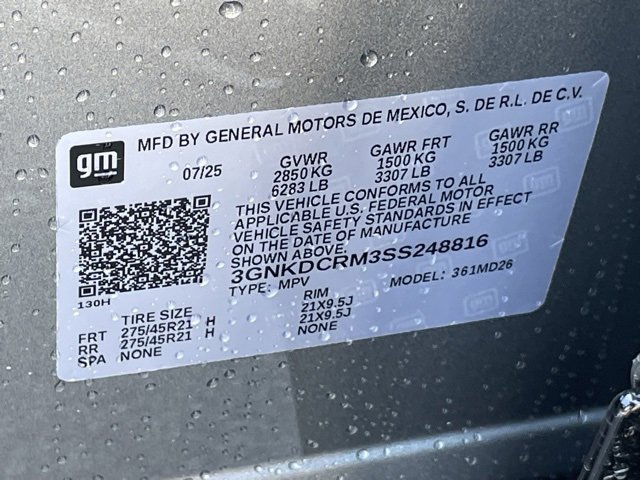 gm
MFD BY GENERAL MOTORS DE MEXICO, S. DE R.L. DE C.V.
07/25 GVWR GAWR FRT GAWR RR
2850 KG 1500 KG 1500 KG
6283 LB 3307 LB 3307 LB
THIS VEHICLE CONFORMS TO ALL
APPLICABLE U.S. FEDERAL MOTOR
VEHICLE SAFETY STANDARDS IN EFFECT
ON THE DATE OF MANUFACTURE
SHOWN ABOVE.
3GNKDCRM3SS248816
130H
TYPE: MPV MODEL: 361MD26
TIRE SIZE RIM
FRT 275/45R21 H 21X9.5J
RR 275/45R21 H 21X9.5J
SPA NONE NONE